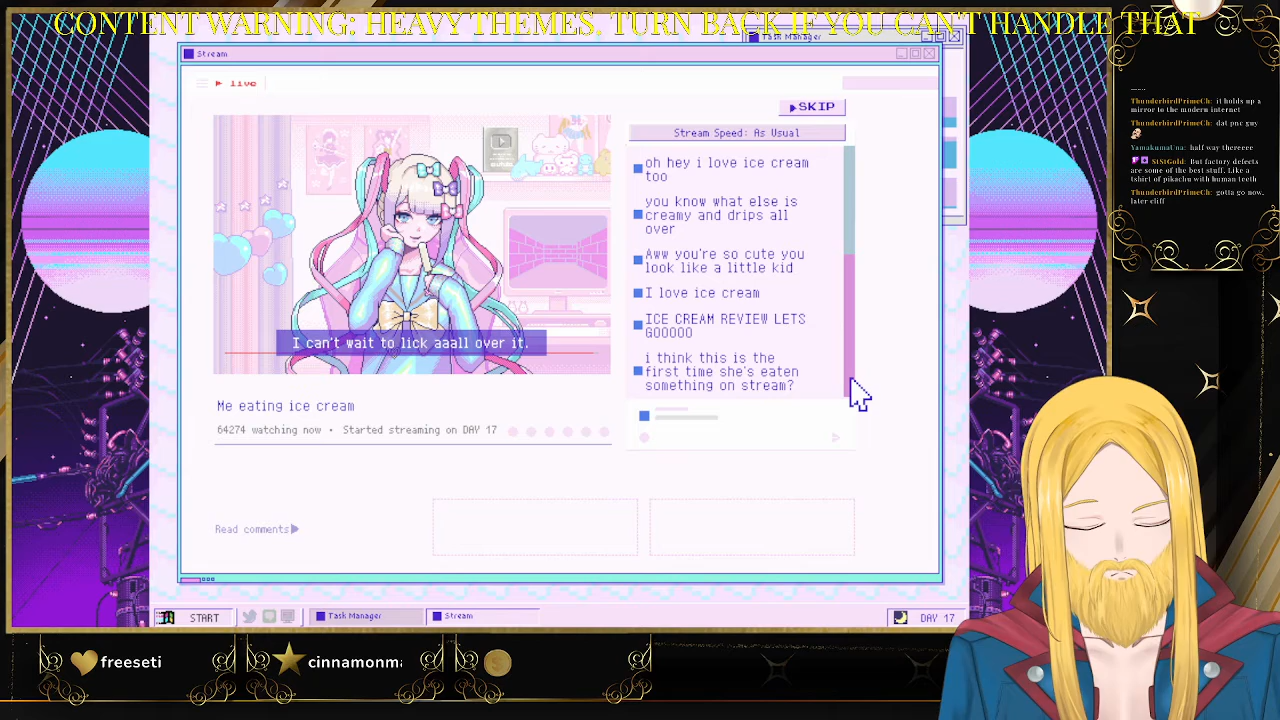 CONTENT WARNING: HEAVY THEMES. TURN BACK IF YOU CAN'T HANDLE THAT
Task Manager
Stream
live
SKIP
Stream Speed: As Usual
oh hey i love ice cream
too
you know what else is
creamy and drips all
over
Aww you're so cute you
look like a little kid
I love ice cream
ICE CREAM REVIEW LETS
GOOOOO
i think this is the
first time she's eaten
something on stream?
I can't wait to lick aaall over it.
Me eating ice cream
64274 watching now • Started streaming on DAY 17
Read comments
START
Task Manager
Stream
DAY 17
ThunderbirdPrimeCh: it holds up a
mirror to the modern internet
ThunderbirdPrimeCh: dat pnc guy
YamakumaUna: half way thereeee
StStGold: But factory defects
are some of the best stuff. Like a
tshirt of pikachu with human teeth
ThunderbirdPrimeCh: gotta go now,
later cliff
freeseti
cinnamonm